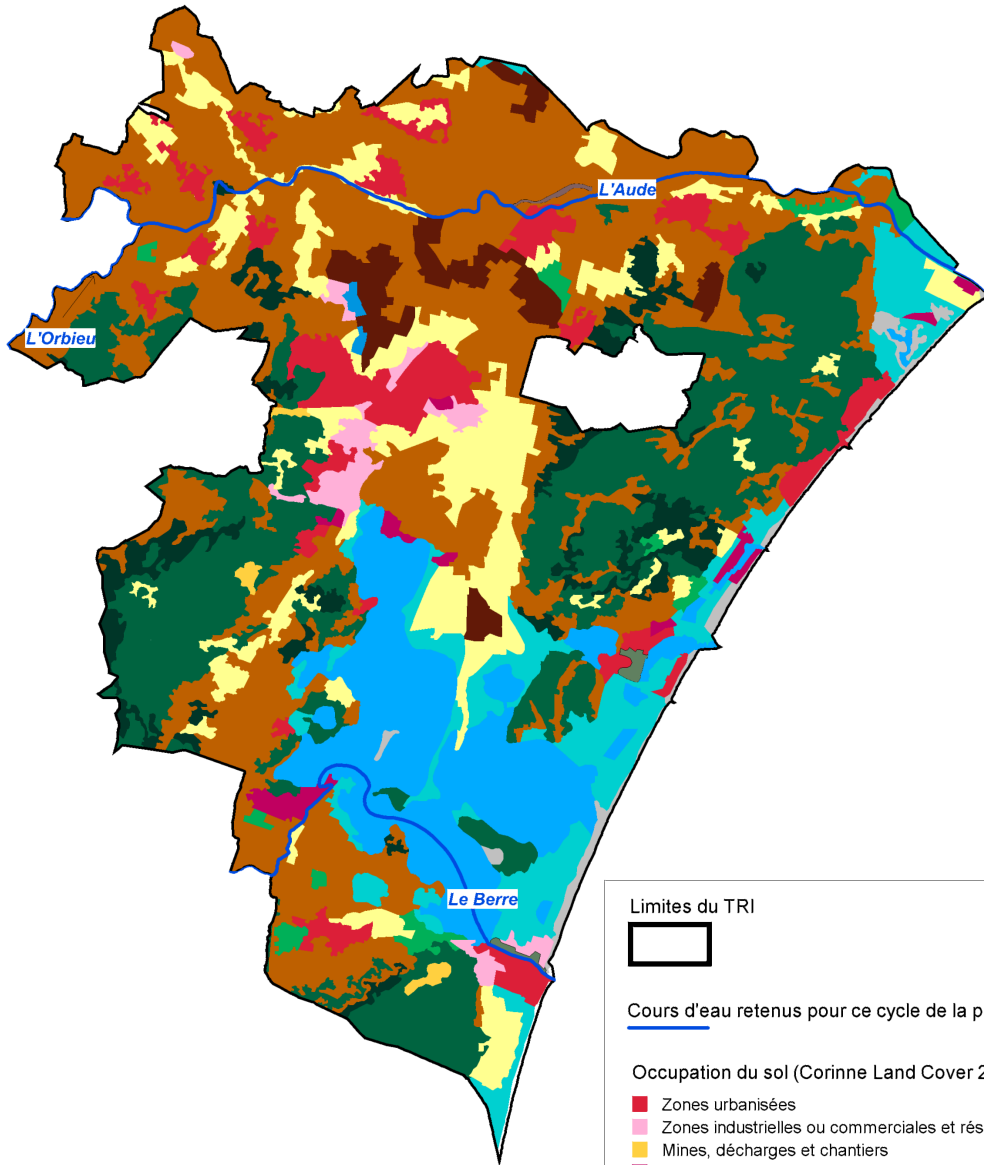 L'Aude
L'Orbieu
Le Berre
Limites du TRI
Cours d'eau retenus pour ce cycle de la p
Occupation du sol (Corinne Land Cover 2
Zones urbanisées
Zones industrielles ou commerciales et rés
Mines, décharges et chantiers